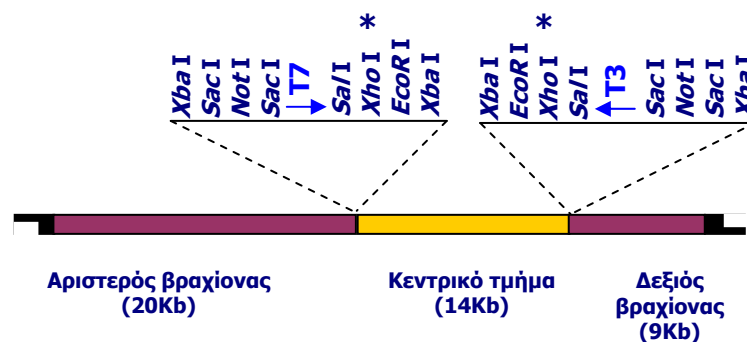 * *
Xba I Sac I Not I Sac I T7 Sal I Xho I EcoR I Xba I
Xba I EcoR I Xho I Sal I T3 Sac I Not I Sac I Xba I
Αριστερός βραχίονας
(20Kb)
Κεντρικό τμήμα
(14Kb)
Δεξιός
βραχίονας
(9Kb)